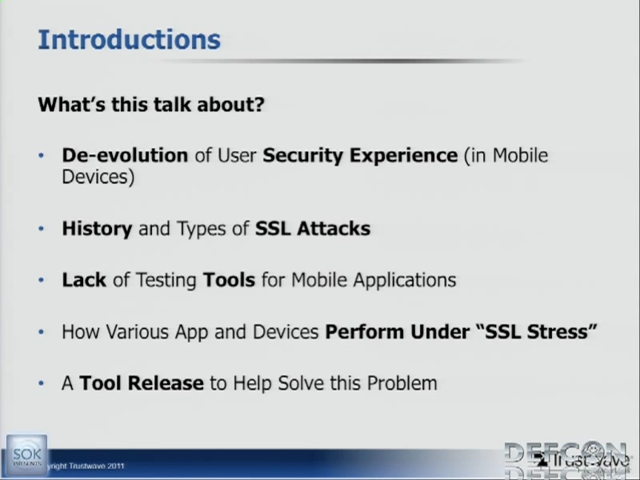 Introductions
What's this talk about?
• De-evolution of User Security Experience (in Mobile
Devices)
• History and Types of SSL Attacks
• Lack of Testing Tools for Mobile Applications
• How Various App and Devices Perform Under “SSL Stress”
• A Tool Release to Help Solve this Problem
SOK
yright Trustwave 2011
DEFCON
Trustwave